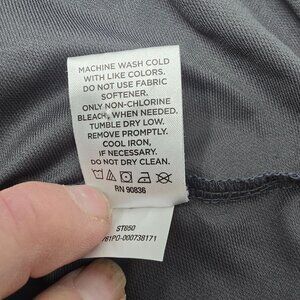 MACHINE WASH COLD
WITH LIKE COLORS.
DO NOT USE FABRIC
SOFTENER.
ONLY NON-CHLORINE
BLEACH, WHEN NEEDED.
TUMBLE DRY LOW.
REMOVE PROMPTLY.
COOL IRON,
IF NECESSARY.
DO NOT DRY CLEAN.
RN 90836
ST650